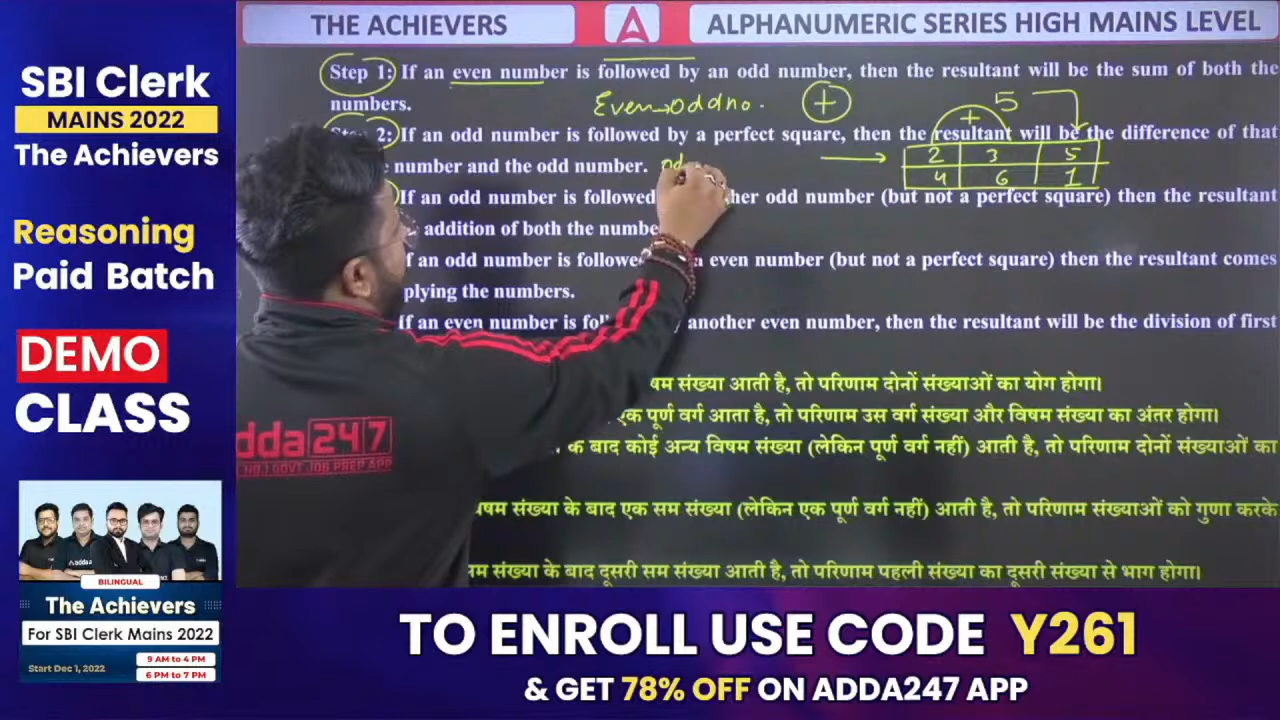 THE ACHIEVERS
ALPHANUMERIC SERIES HIGH MAINS LEVEL
SBI Clerk
MAINS 2022
The Achievers
Reasoning
Paid Batch
DEMO
CLASS
Step 1: If an even number is followed by an odd number, then the resultant will be the sum of both the
numbers.
Even→Odd no.
+
5
+
2 3 5
4 6 1
2: If an odd number is followed by a perfect square, then the resultant will be the difference of that
number and the odd number.
od
If an odd number is followed her odd number (but not a perfect square) then the resultant
addition of both the numbe
f an odd number is followe an even number (but not a perfect square) then the resultant comes
plying the numbers.
If an even number is fol another even number, then the resultant will be the division of first
षम संख्या आती है, तो परिणाम दोनों संख्याओं का योग होगा।
एक पूर्ण वर्ग आता है, तो परिणाम उस वर्ग संख्या और विषम संख्या का अंतर होगा।
के बाद कोई अन्य विषम संख्या (लेकिन पूर्ण वर्ग नहीं) आती है, तो परिणाम दोनों संख्याओं का
षम संख्या के बाद एक सम संख्या (लेकिन एक पूर्ण वर्ग नहीं) आती है, तो परिणाम संख्याओं को गुणा करके
म संख्या के बाद दूसरी सम संख्या आती है, तो परिणाम पहली संख्या का दूसरी संख्या से भाग होगा।
adda247
NO.1 GOVT JOB PREP APP
BILINGUAL
The Achievers
For SBI Clerk Mains 2022
Start Dec 1, 2022
9 AM to 4 PM
6 PM to 7 PM
TO ENROLL USE CODE Y261
& GET 78% OFF ON ADDA247 APP